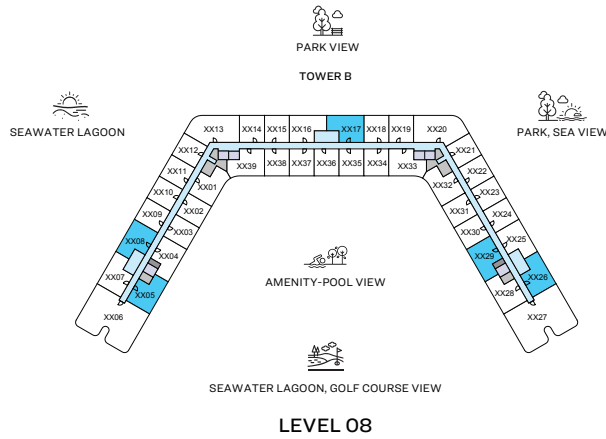 PARK VIEW
TOWER B
SEAWATER LAGOON
PARK, SEA VIEW
XX13
XX14
XX15
XX16
XX17
XX18
XX19
XX20
XX12
XX21
XX11
XX39
XX38
XX37
XX36
XX35
XX34
XX33
XX22
XX10
XX01
XX32
XX23
XX09
XX02
XX31
XX24
XX08
XX03
XX30
XX25
XX07
XX04
XX29
XX26
XX05
XX28
XX06
XX27
AMENITY-POOL VIEW
SEAWATER LAGOON, GOLF COURSE VIEW
LEVEL 08